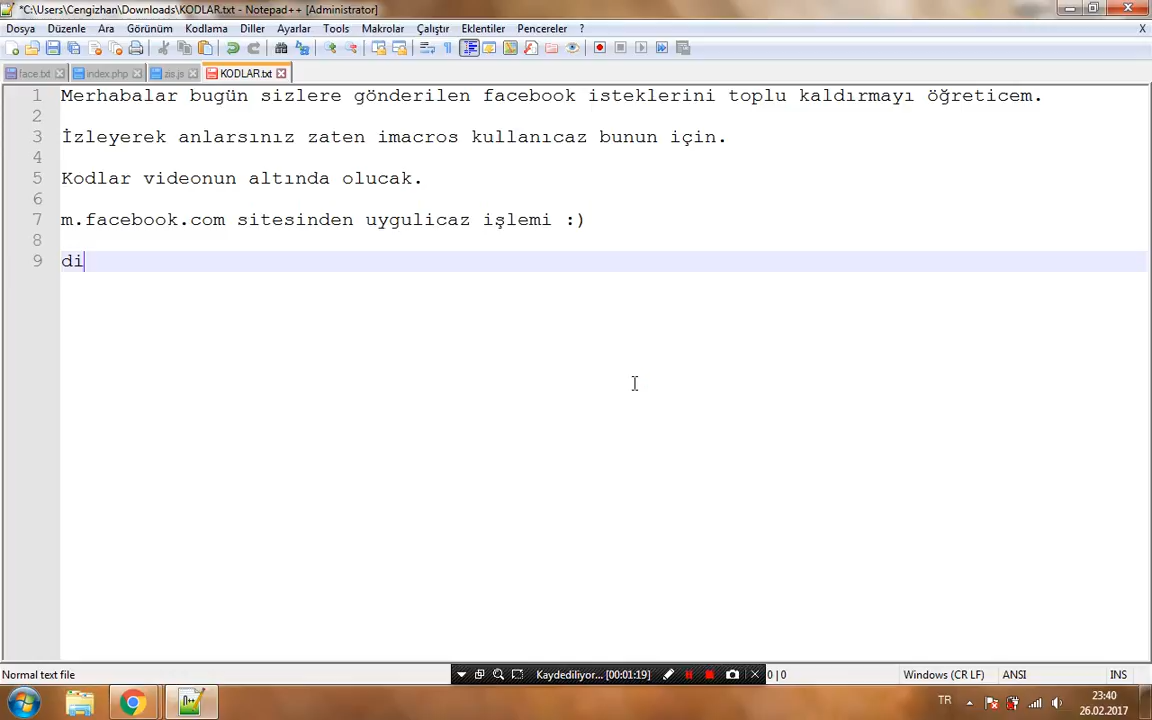 *C:\Users\Cengizhan\Downloads\KODLAR.txt - Notepad++ [Administrator]
Dosya Düzenle Ara Görünüm Kodlama Diller Ayarlar Tools Makrolar Çalıştır Eklentiler Pencereler ? X
face.txt index.php zis.js KODLAR.txt
1 Merhabalar bugün sizlere gönderilen facebook isteklerini toplu kaldırmayı öğreticem.
2
3 İzleyerek anlarsınız zaten imacros kullanıcaz bunun için.
4
5 Kodlar videonun altında olucak.
6
7 m.facebook.com sitesinden uygulicaz işlemi :)
8
9 di
Normal text file Kaydediliyor... [00:01:19] 0 | 0 Windows (CR LF) ANSI INS
TR 23:40
26.02.2017